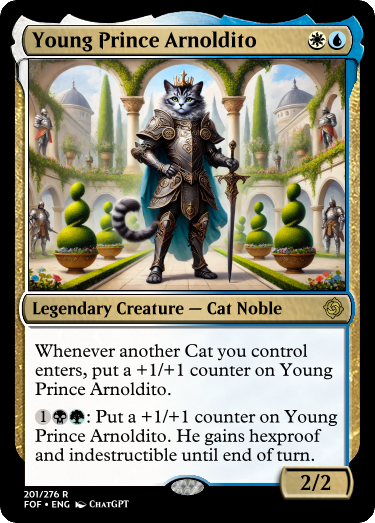 Young Prince Arnoldito
Legendary Creature — Cat Noble
Whenever another Cat you control
enters, put a +1/+1 counter on Young
Prince Arnoldito.
1: Put a +1/+1 counter on Young
Prince Arnoldito. He gains hexproof
and indestructible until end of turn.
2/2
201/276 R
FOF • ENG ChatGPT